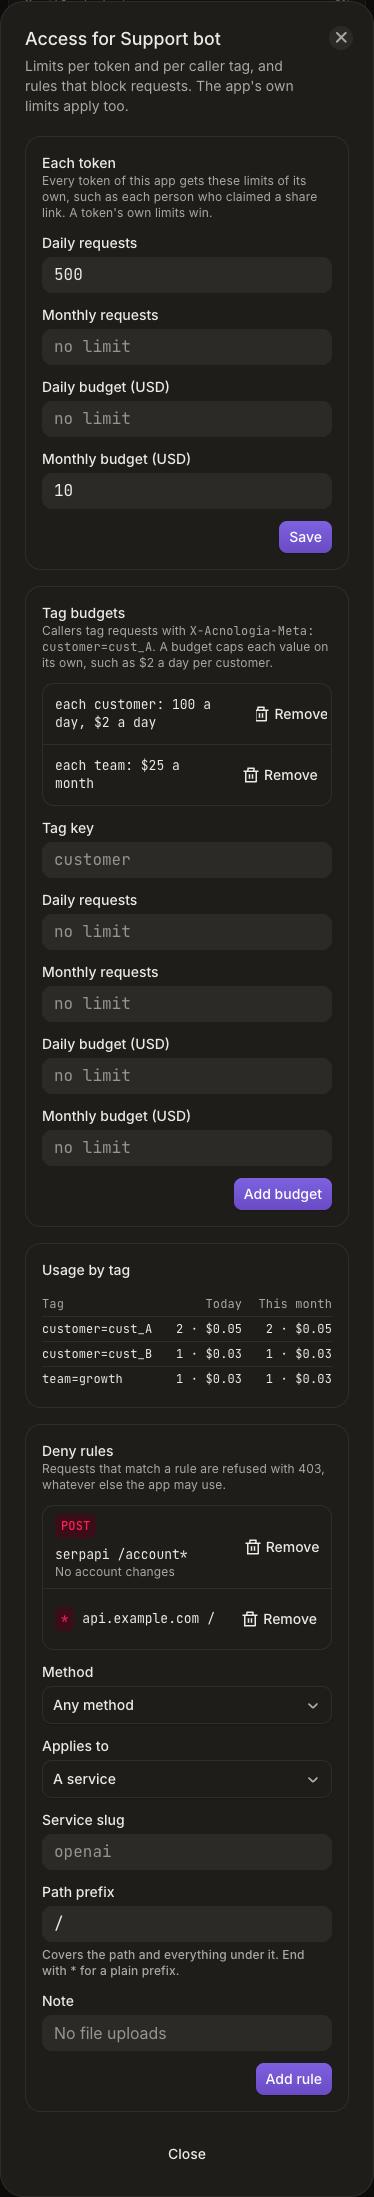 Access for Support bot
Limits per token and per caller tag, and
rules that block requests. The app's own
limits apply too.
Each token
Every token of this app gets these limits of its
own, such as each person who claimed a share
link. A token's own limits win.
Daily requests
500
Monthly requests
no limit
Daily budget (USD)
no limit
Monthly budget (USD)
10
Save
Tag budgets
Callers tag requests with X-Acnologia-Meta:
customer=cust_A. A budget caps each value on
its own, such as $2 a day per customer.
each customer: 100 a
day, $2 a day
Remove
each team: $25 a
month
Remove
Tag key
customer
Daily requests
no limit
Monthly requests
no limit
Daily budget (USD)
no limit
Monthly budget (USD)
no limit
Add budget
Usage by tag
Tag Today This month
customer=cust_A 2 · $0.05 2 · $0.05
customer=cust_B 1 · $0.03 1 · $0.03
team=growth 1 · $0.03 1 · $0.03
Deny rules
Requests that match a rule are refused with 403,
whatever else the app may use.
POST
serpapi /account*
No account changes
Remove
* api.example.com / Remove
Method
Any method
Applies to
A service
Service slug
openai
Path prefix
/
Covers the path and everything under it. End
with * for a plain prefix.
Note
No file uploads
Add rule
Close